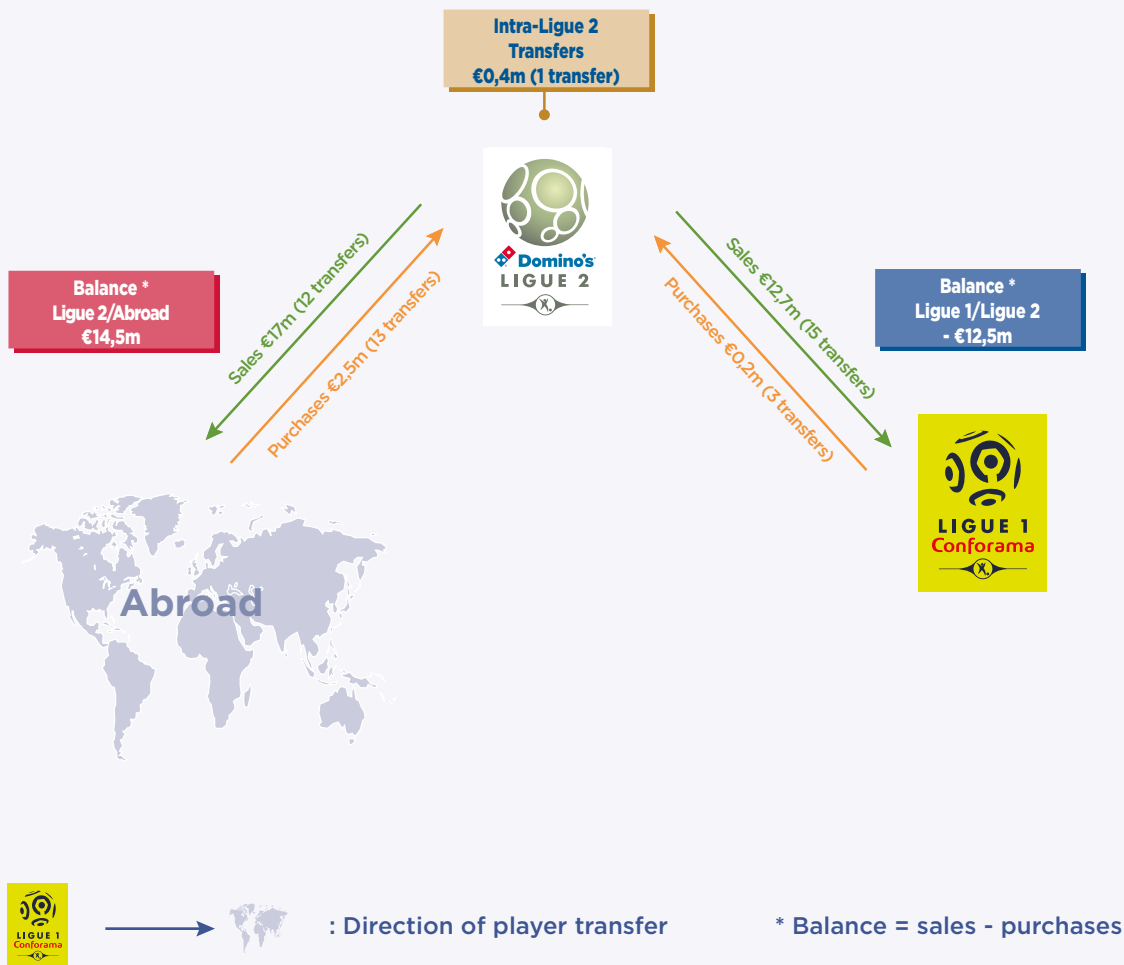 Intra-Ligue 2
Transfers
€0,4m (1 transfer)
Domino's
LIGUE 2
Balance *
Ligue 2/Abroad
€14,5m
Sales €17m (12 transfers)
Purchases €2,5m (13 transfers)
Sales €12,7m (15 transfers)
Purchases €0,2m (3 transfers)
Balance *
Ligue 1/Ligue 2
- €12,5m
LIGUE 1
Conforama
Abroad
LIGUE 1
Conforama
: Direction of player transfer
* Balance = sales - purchases